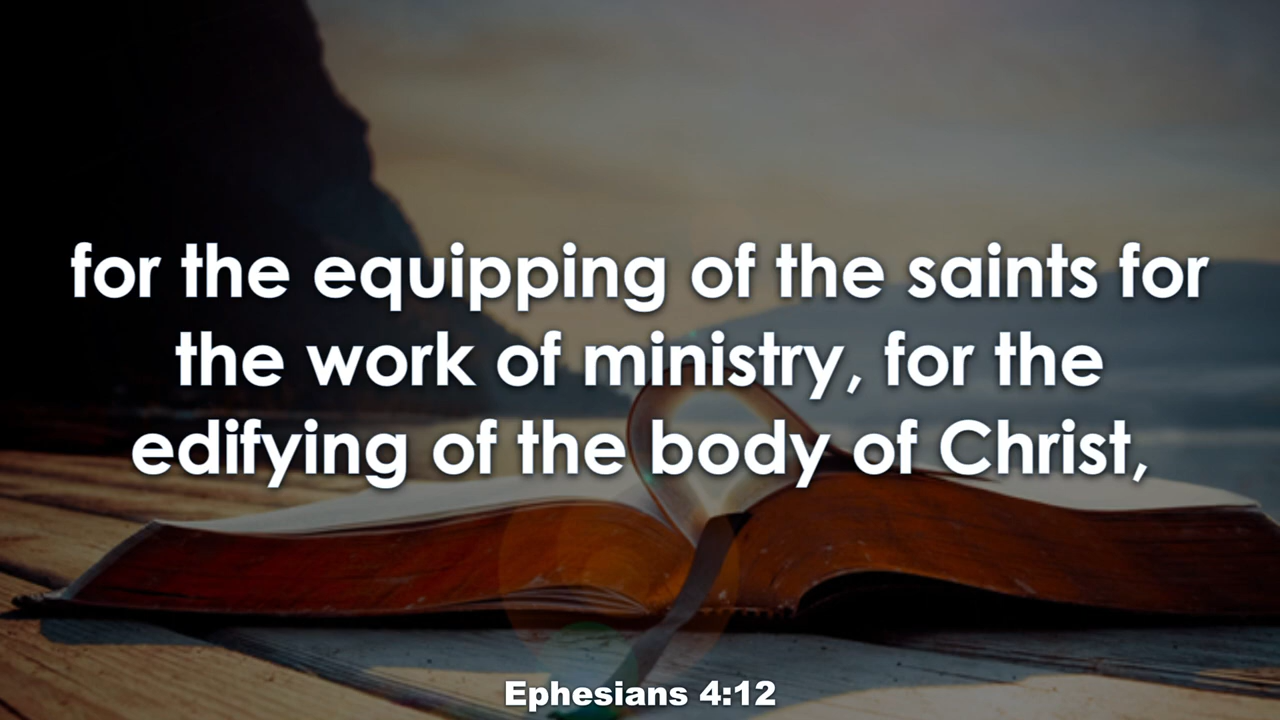 for the equipping of the saints for
the work of ministry, for the
edifying of the body of Christ,
Ephesians 4:12